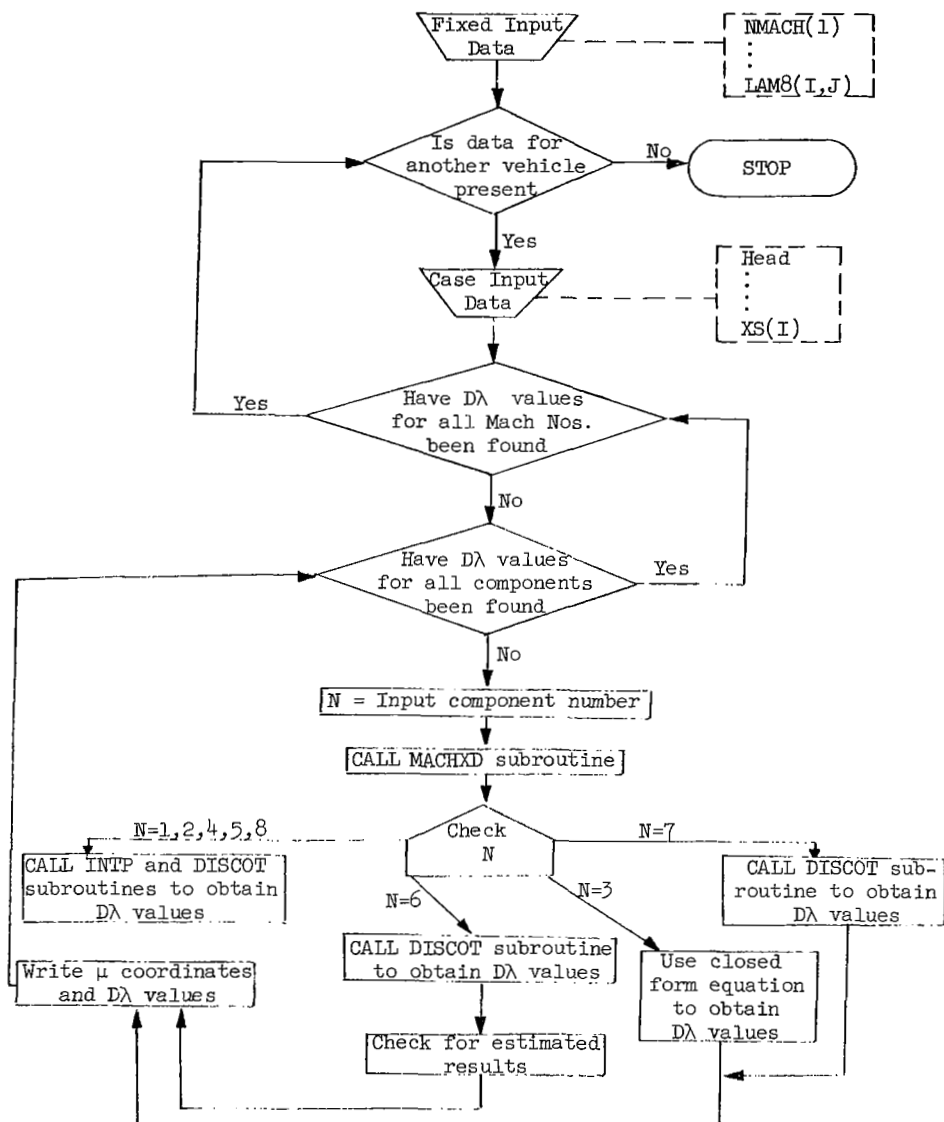 Fixed Input
Data
NMACH(1)
⋮
LAM8(I,J)
Is data for
another vehicle
present
No
STOP
Yes
Case Input
Data
Head
⋮
XS(I)
Have Dλ values
for all Mach Nos.
been found
Yes
No
Have Dλ values
for all components
been found
Yes
No
N = Input component number
CALL MACHXD subroutine
Check
N
N=1,2,4,5,8
N=7
N=6
N=3
CALL INTP and DISCOT
subroutines to obtain
Dλ values
CALL DISCOT sub-
routine to obtain
Dλ values
CALL DISCOT subroutine
to obtain Dλ values
Use closed
form equation
to obtain
Dλ values
Write μ coordinates
and Dλ values
Check for estimated
results